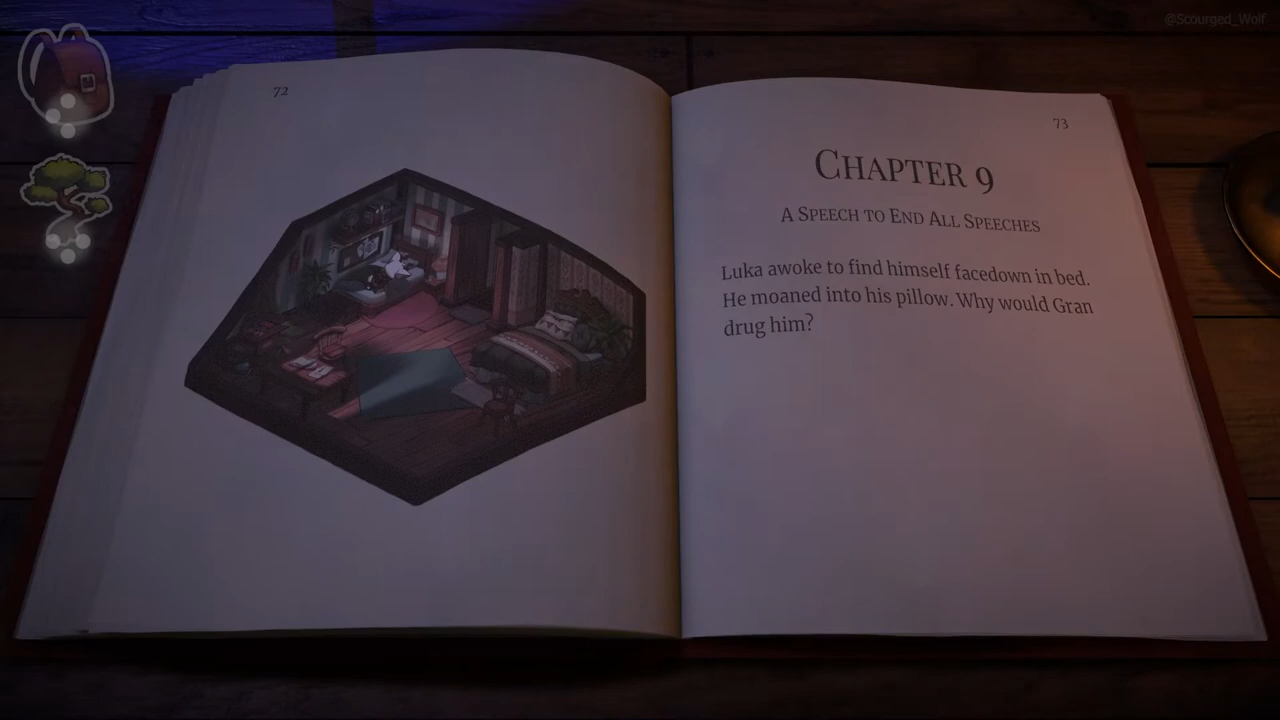 @Scourged_Wolf
72
73
Chapter 9
A Speech to End All Speeches
Luka awoke to find himself facedown in bed.
He moaned into his pillow. Why would Gran
drug him?